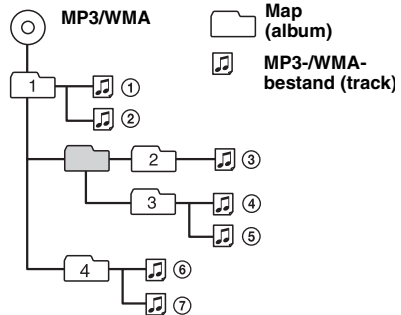 MP3/WMA
Map
(album)
MP3-/WMA-
bestand (track)
1
①
②
2
③
3
④
⑤
4
⑥
⑦